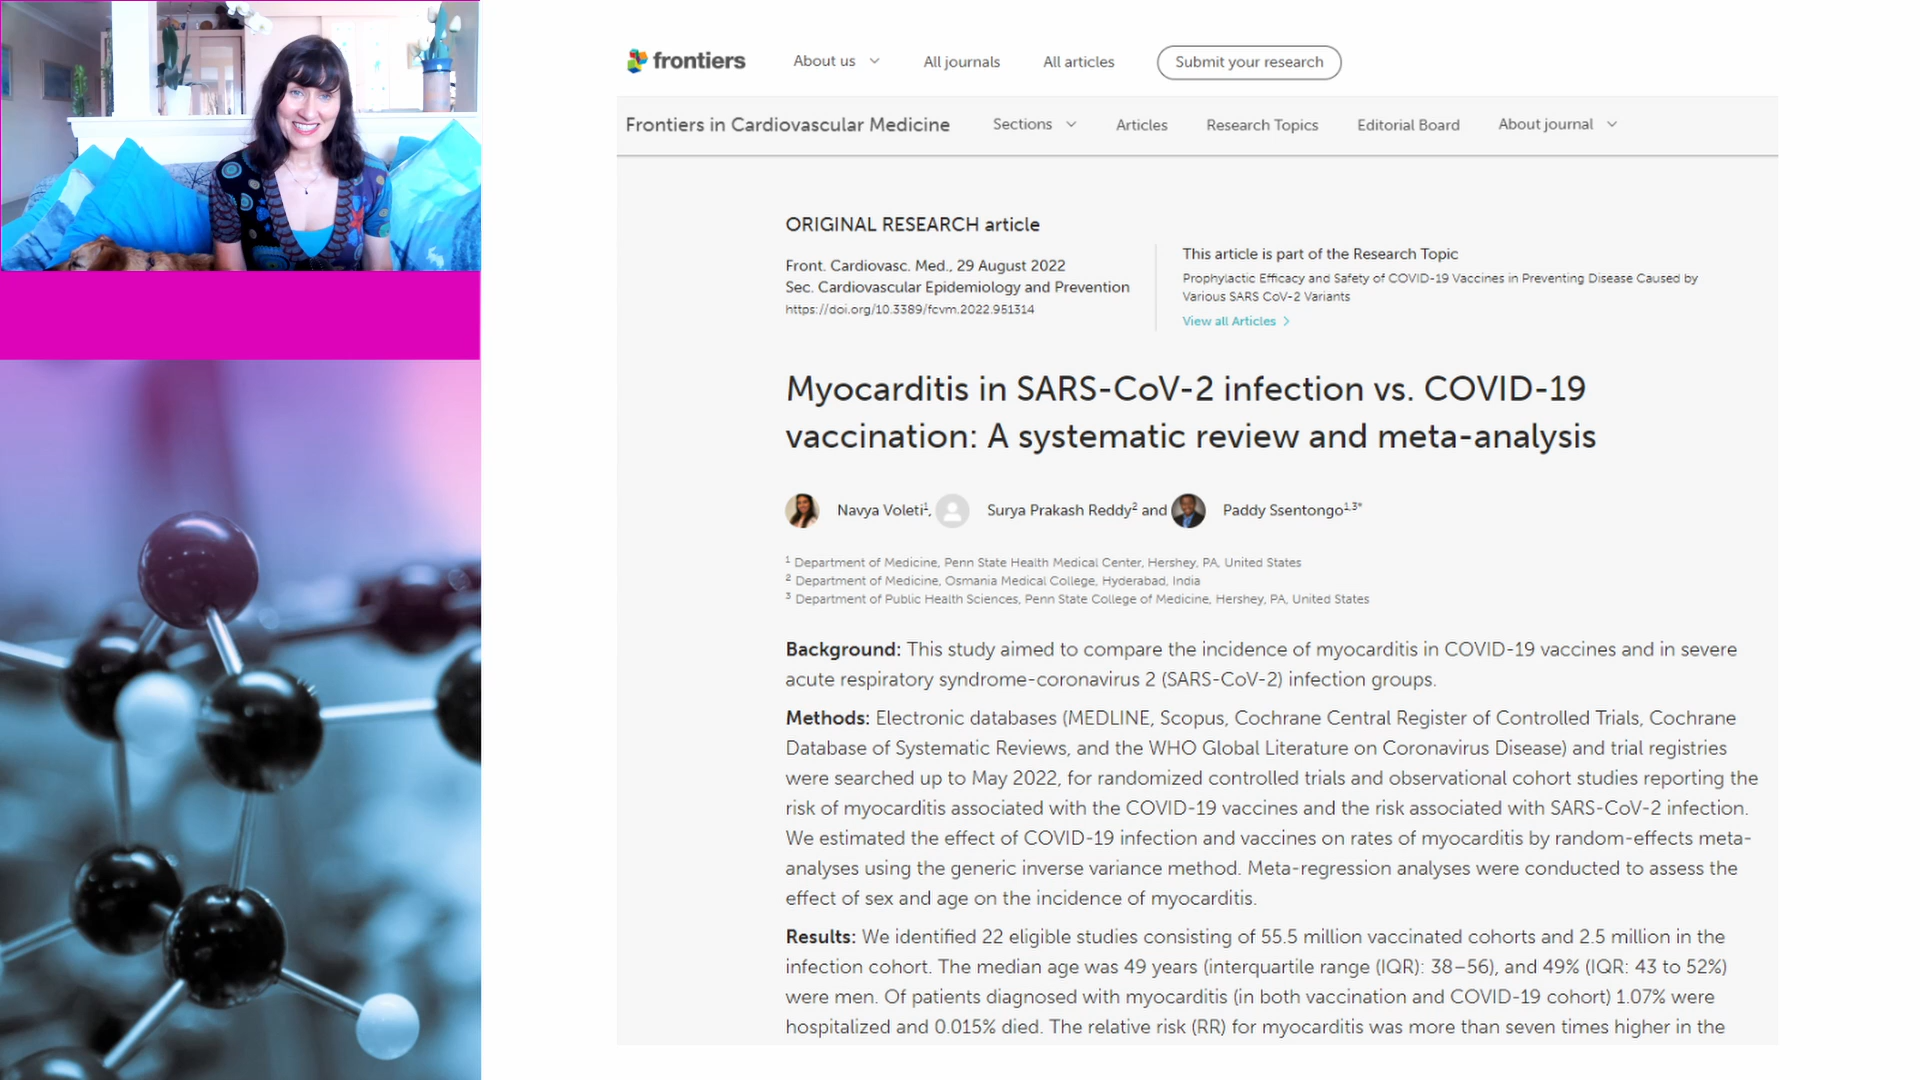 frontiers
About us
All journals
All articles
Submit your research
Frontiers in Cardiovascular Medicine
Sections
Articles
Research Topics
Editorial Board
About journal
ORIGINAL RESEARCH article
Front. Cardiovasc. Med., 29 August 2022
Sec. Cardiovascular Epidemiology and Prevention
https://doi.org/10.3389/fcvm.2022.951314
This article is part of the Research Topic
Prophylactic Efficacy and Safety of COVID-19 Vaccines in Preventing Disease Caused by
Various SARS CoV-2 Variants
View all Articles
Myocarditis in SARS-CoV-2 infection vs. COVID-19
vaccination: A systematic review and meta-analysis
Navya Voleti¹, Surya Prakash Reddy² and Paddy Ssentongo¹,³*
¹ Department of Medicine, Penn State Health Medical Center, Hershey, PA, United States
² Department of Medicine, Osmania Medical College, Hyderabad, India
³ Department of Public Health Sciences, Penn State College of Medicine, Hershey, PA, United States
Background: This study aimed to compare the incidence of myocarditis in COVID-19 vaccines and in severe
acute respiratory syndrome-coronavirus 2 (SARS-CoV-2) infection groups.
Methods: Electronic databases (MEDLINE, Scopus, Cochrane Central Register of Controlled Trials, Cochrane
Database of Systematic Reviews, and the WHO Global Literature on Coronavirus Disease) and trial registries
were searched up to May 2022, for randomized controlled trials and observational cohort studies reporting the
risk of myocarditis associated with the COVID-19 vaccines and the risk associated with SARS-CoV-2 infection.
We estimated the effect of COVID-19 infection and vaccines on rates of myocarditis by random-effects meta-
analyses using the generic inverse variance method. Meta-regression analyses were conducted to assess the
effect of sex and age on the incidence of myocarditis.
Results: We identified 22 eligible studies consisting of 55.5 million vaccinated cohorts and 2.5 million in the
infection cohort. The median age was 49 years (interquartile range (IQR): 38–56), and 49% (IQR: 43 to 52%)
were men. Of patients diagnosed with myocarditis (in both vaccination and COVID-19 cohort) 1.07% were
hospitalized and 0.015% died. The relative risk (RR) for myocarditis was more than seven times higher in the